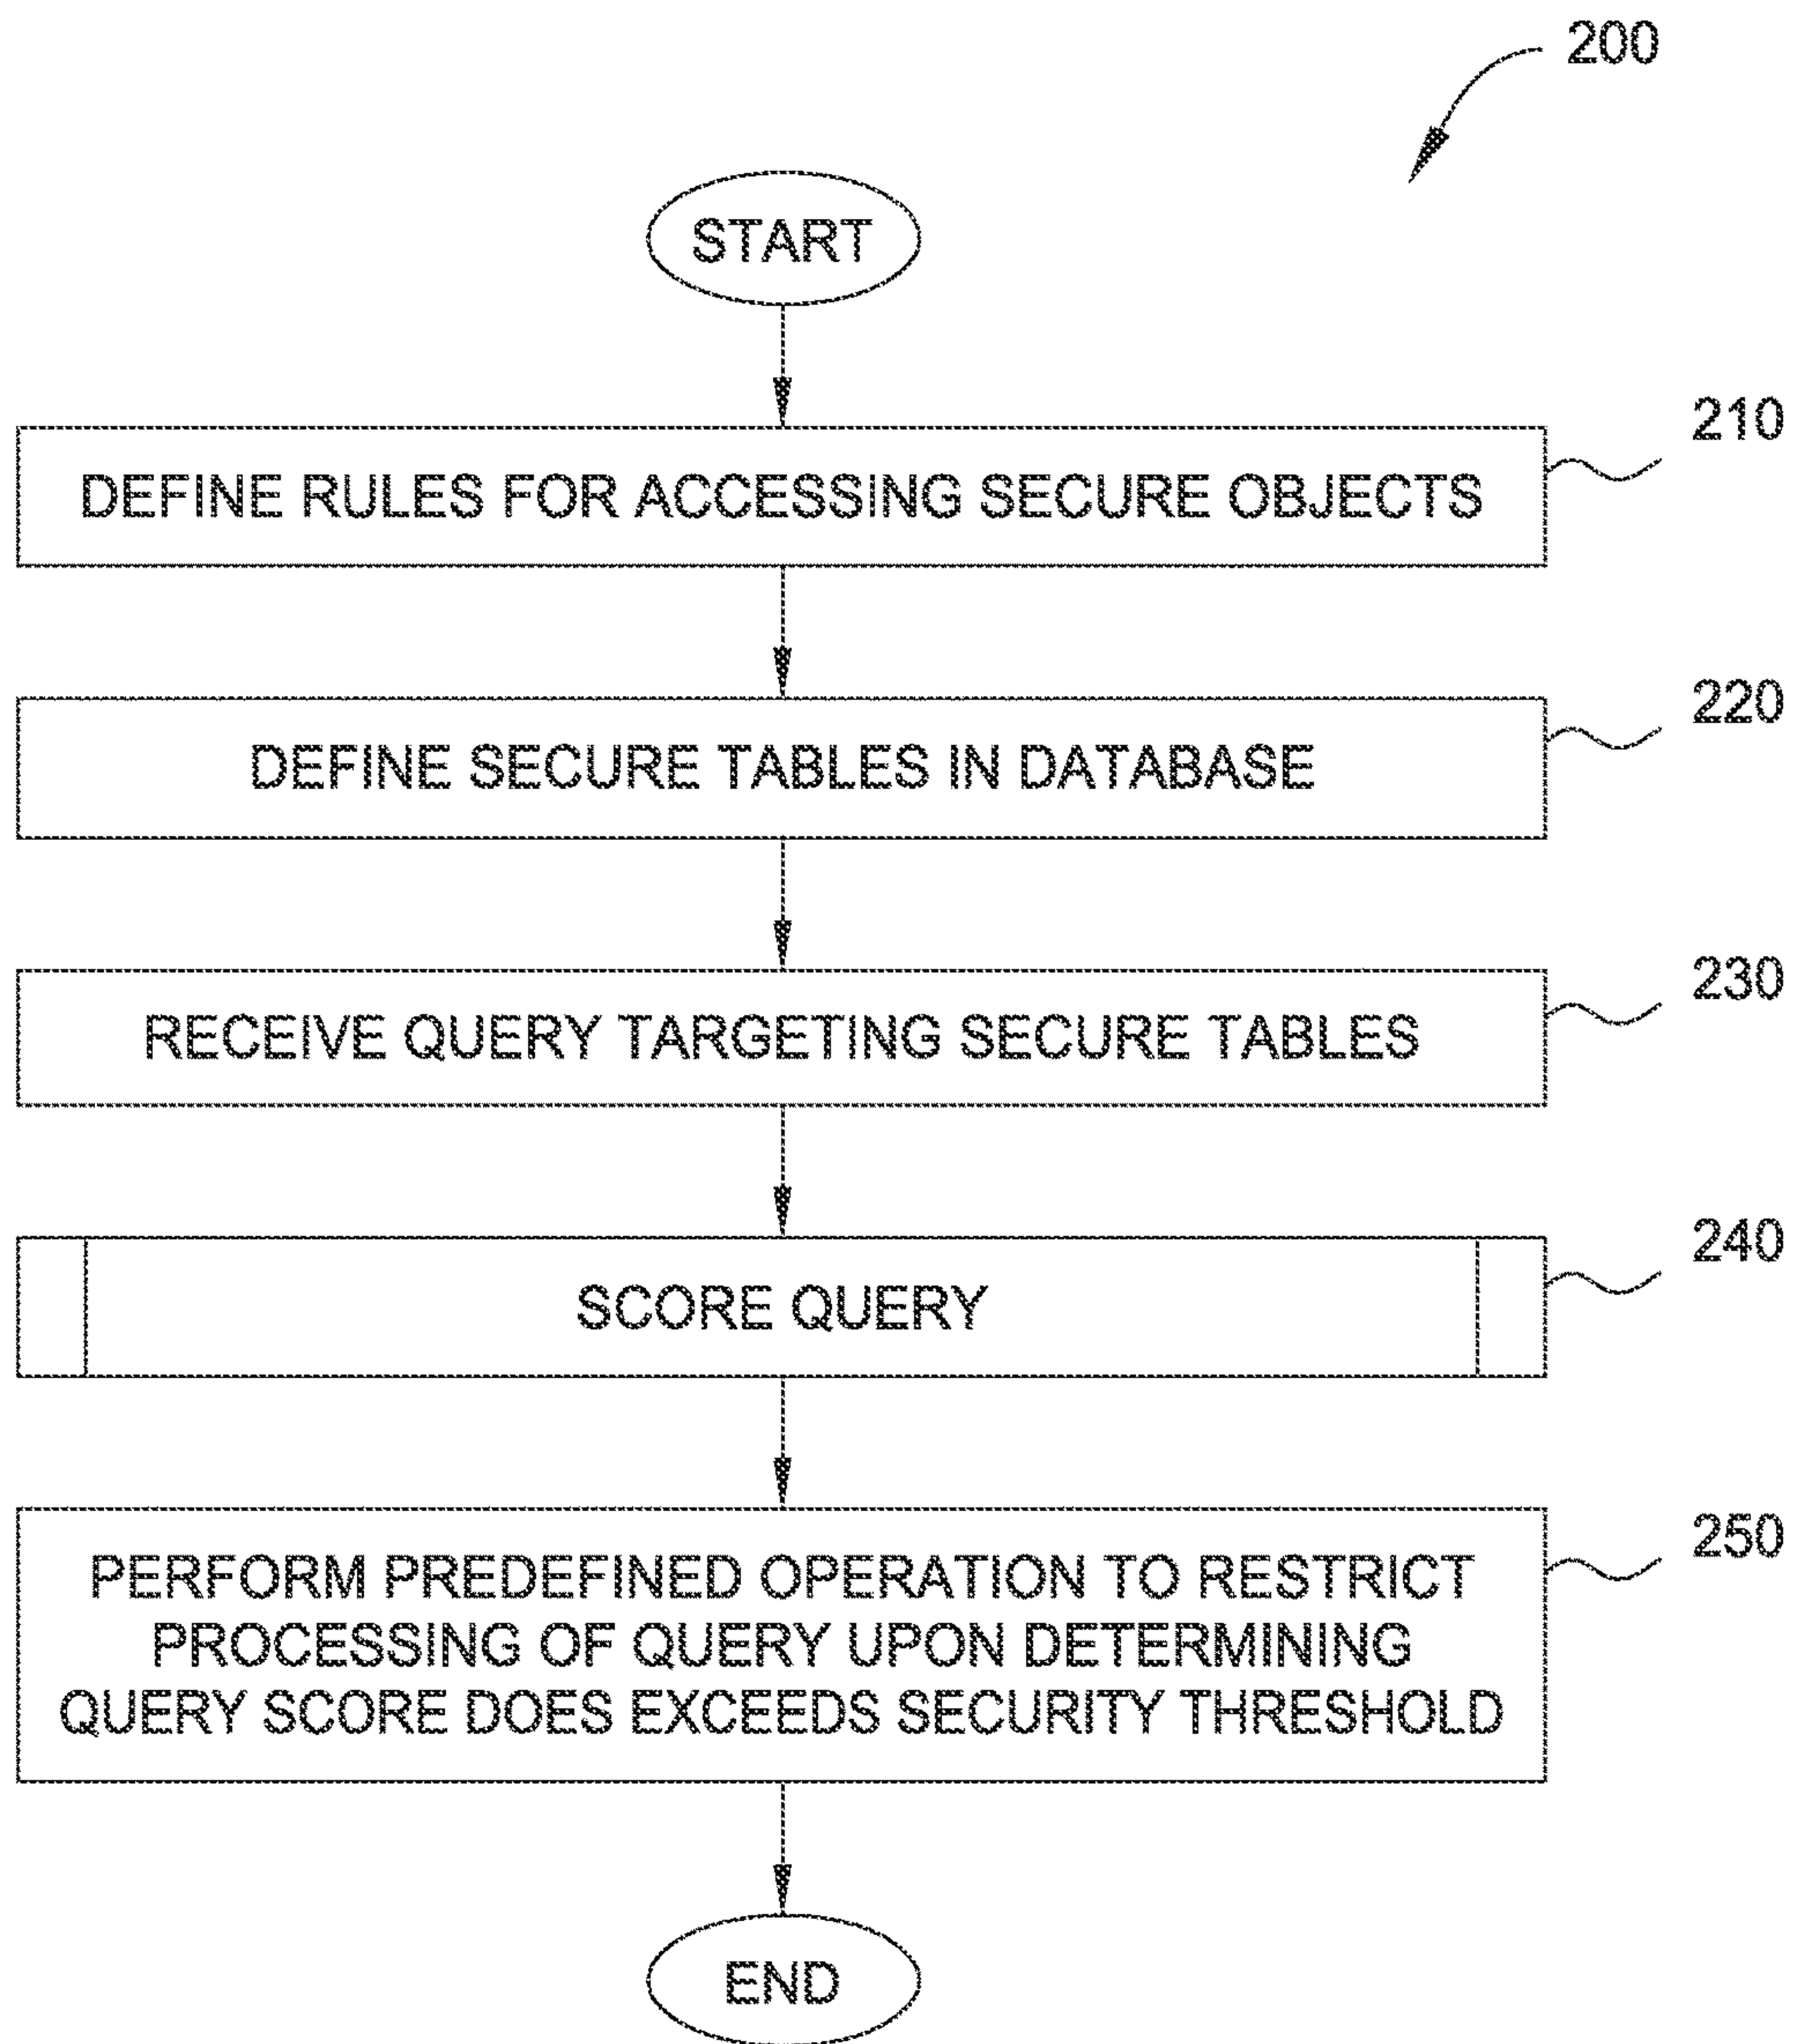 200
START
210
DEFINE RULES FOR ACCESSING SECURE OBJECTS
220
DEFINE SECURE TABLES IN DATABASE
230
RECEIVE QUERY TARGETING SECURE TABLES
240
SCORE QUERY
250
PERFORM PREDEFINED OPERATION TO RESTRICT
PROCESSING OF QUERY UPON DETERMINING
QUERY SCORE DOES EXCEEDS SECURITY THRESHOLD
END